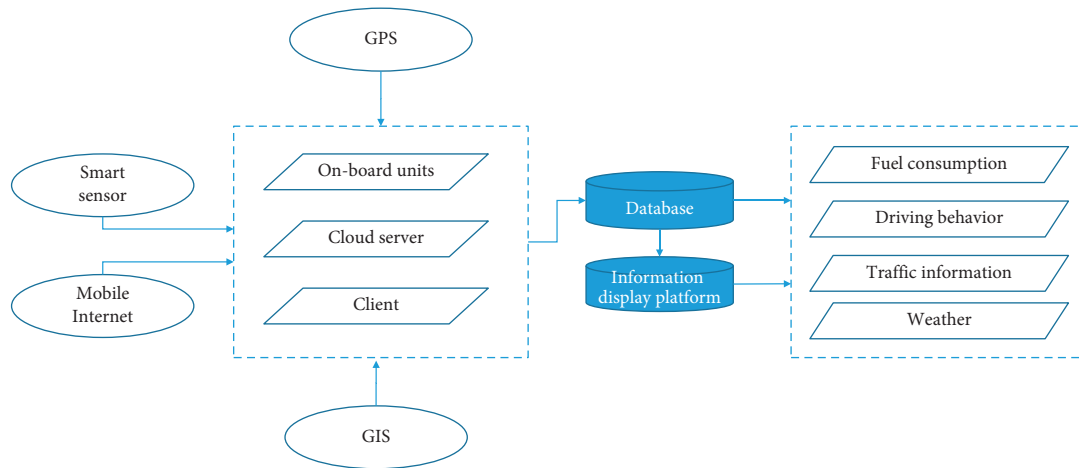 GPS
Smart
sensor
Mobile
Internet
On-board units
Cloud server
Client
GIS
Database
Information
display platform
Fuel consumption
Driving behavior
Traffic information
Weather